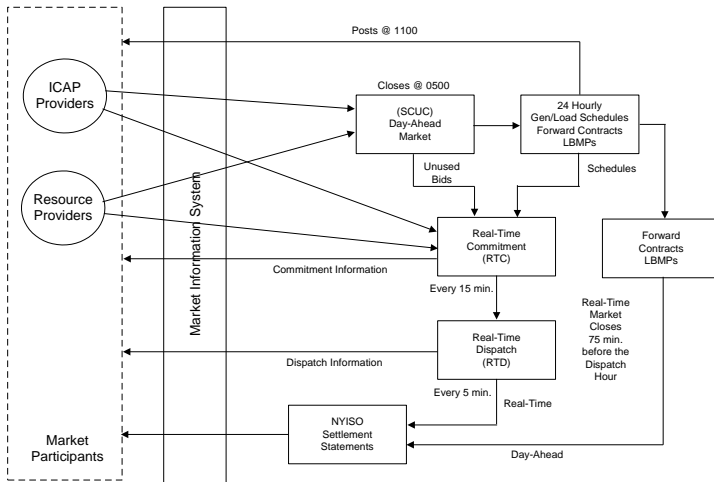 Posts @ 1100
ICAP
Providers
Closes @ 0500
(SCUC)
Day-Ahead
Market
24 Hourly
Gen/Load Schedules
Forward Contracts
LBMPs
Unused
Bids
Schedules
Resource
Providers
Market Information System
Real-Time
Commitment
(RTC)
Forward
Contracts
LBMPs
Commitment Information
Every 15 min.
Real-Time
Market
Closes
75 min.
before the
Dispatch
Hour
Real-Time
Dispatch
(RTD)
Dispatch Information
Every 5 min.
Real-Time
NYISO
Settlement
Statements
Day-Ahead
Market
Participants